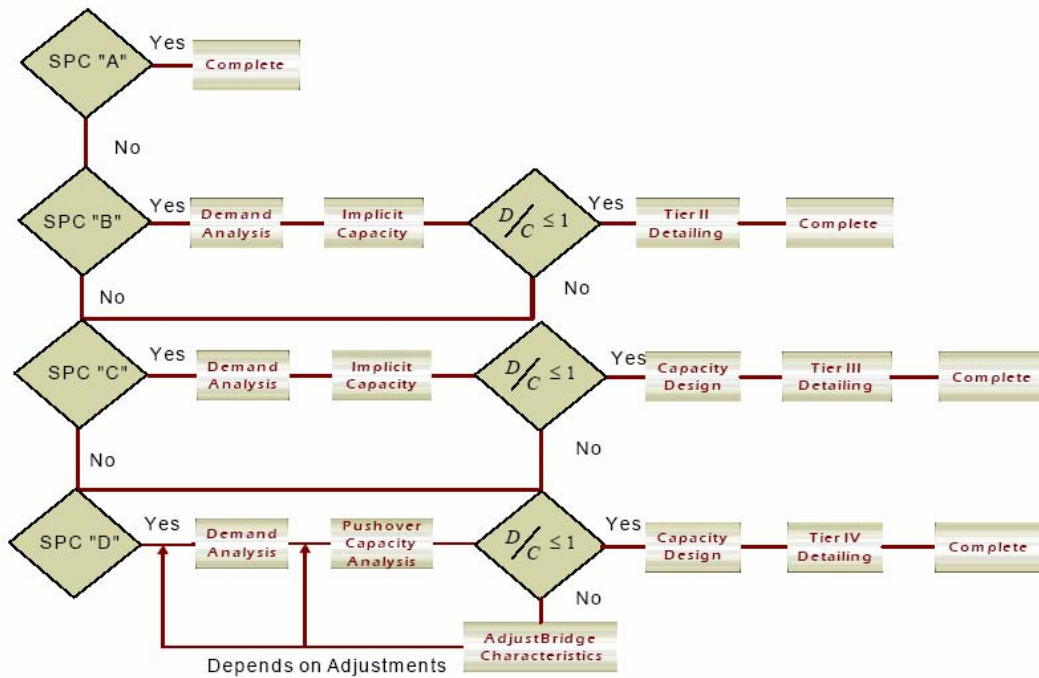 SPC "A"
Yes
Complete
No
SPC "B"
Yes
Demand
Analysis
Implicit
Capacity
D/C ≤ 1
Yes
Tier II
Detailing
Complete
No
No
SPC "C"
Yes
Demand
Analysis
Implicit
Capacity
D/C ≤ 1
Yes
Capacity
Design
Tier III
Detailing
Complete
No
No
SPC "D"
Yes
Demand
Analysis
Pushover
Capacity
Analysis
D/C ≤ 1
Yes
Capacity
Design
Tier IV
Detailing
Complete
No
AdjustBridge
Characteristics
Depends on Adjustments